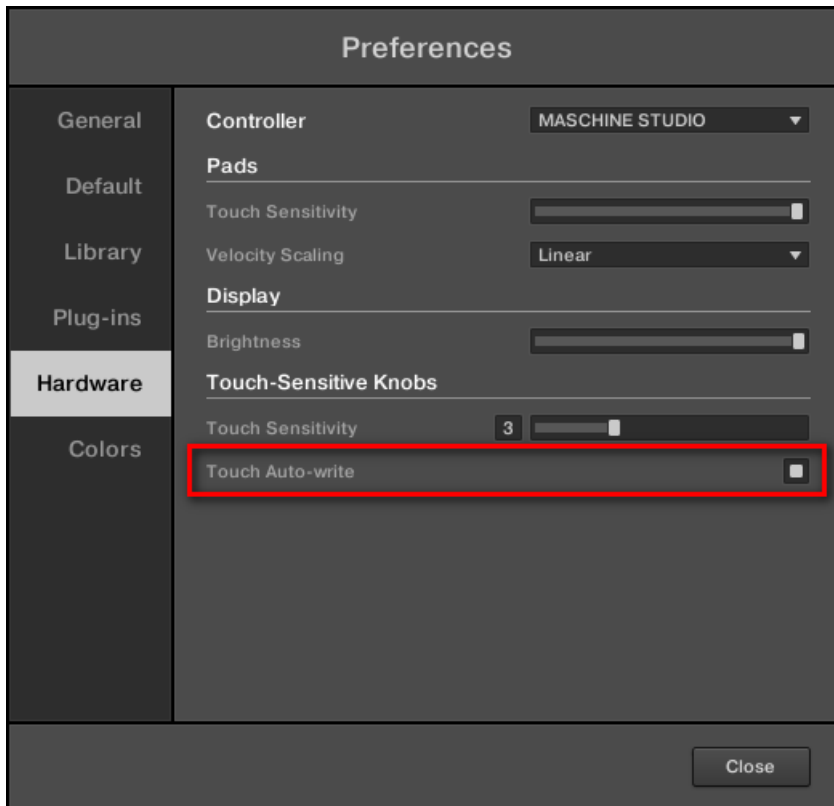 Preferences
General
Default
Library
Plug-ins
Hardware
Colors
Controller MASCHINE STUDIO
Pads
Touch Sensitivity
Velocity Scaling Linear
Display
Brightness
Touch-Sensitive Knobs
Touch Sensitivity 3
Touch Auto-write
Close